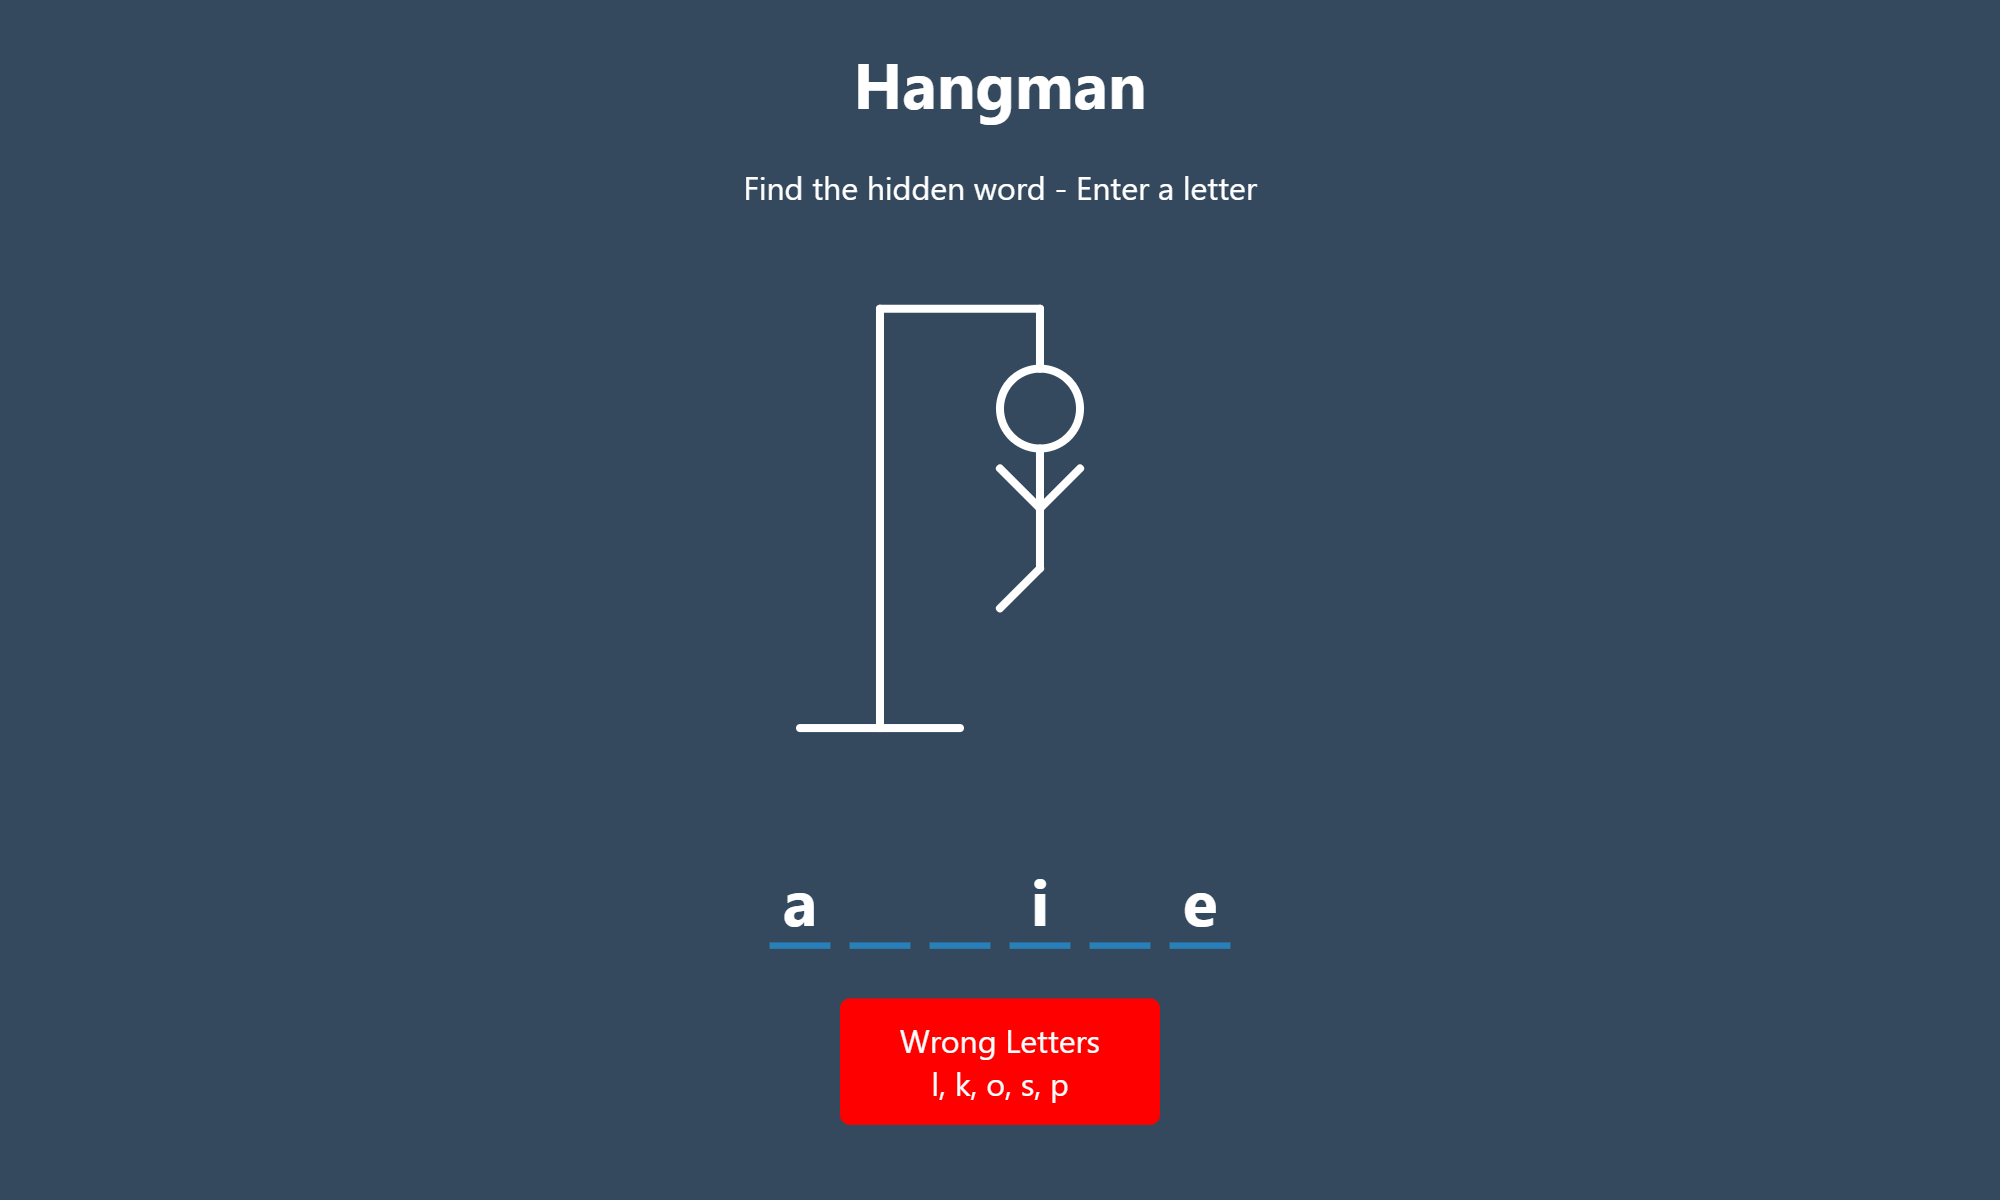 Hangman
Find the hidden word - Enter a letter
a i e
Wrong Letters
l, k, o, s, p